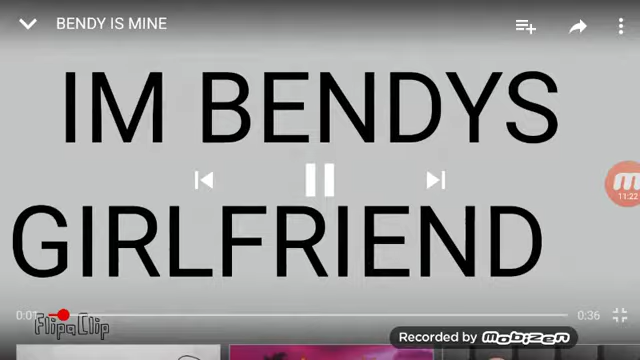 BENDY IS MINE
IM BENDYS
GIRLFRIEND
m
11:22
0:01
0:36
FlipaClip
Recorded by MOBIZEN